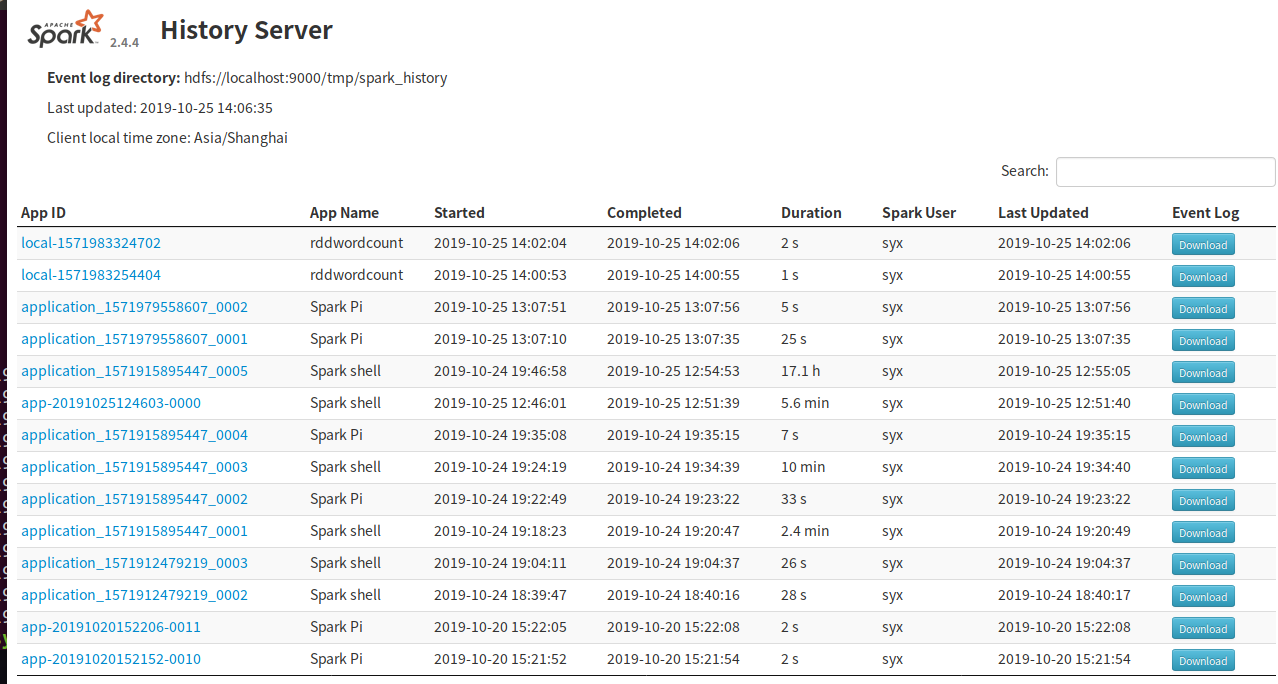 APACHE
Spark 2.4.4 History Server
Event log directory: hdfs://localhost:9000/tmp/spark_history
Last updated: 2019-10-25 14:06:35
Client local time zone: Asia/Shanghai
Search:
App ID App Name Started Completed Duration Spark User Last Updated Event Log
local-1571983324702 rddwordcount 2019-10-25 14:02:04 2019-10-25 14:02:06 2 s syx 2019-10-25 14:02:06 Download
local-1571983254404 rddwordcount 2019-10-25 14:00:53 2019-10-25 14:00:55 1 s syx 2019-10-25 14:00:55 Download
application_1571979558607_0002 Spark Pi 2019-10-25 13:07:51 2019-10-25 13:07:56 5 s syx 2019-10-25 13:07:56 Download
application_1571979558607_0001 Spark Pi 2019-10-25 13:07:10 2019-10-25 13:07:35 25 s syx 2019-10-25 13:07:35 Download
application_1571915895447_0005 Spark shell 2019-10-24 19:46:58 2019-10-25 12:54:53 17.1 h syx 2019-10-25 12:55:05 Download
app-20191025124603-0000 Spark shell 2019-10-25 12:46:01 2019-10-25 12:51:39 5.6 min syx 2019-10-25 12:51:40 Download
application_1571915895447_0004 Spark Pi 2019-10-24 19:35:08 2019-10-24 19:35:15 7 s syx 2019-10-24 19:35:15 Download
application_1571915895447_0003 Spark shell 2019-10-24 19:24:19 2019-10-24 19:34:39 10 min syx 2019-10-24 19:34:40 Download
application_1571915895447_0002 Spark Pi 2019-10-24 19:22:49 2019-10-24 19:23:22 33 s syx 2019-10-24 19:23:22 Download
application_1571915895447_0001 Spark shell 2019-10-24 19:18:23 2019-10-24 19:20:47 2.4 min syx 2019-10-24 19:20:49 Download
application_1571912479219_0003 Spark shell 2019-10-24 19:04:11 2019-10-24 19:04:37 26 s syx 2019-10-24 19:04:37 Download
application_1571912479219_0002 Spark shell 2019-10-24 18:39:47 2019-10-24 18:40:16 28 s syx 2019-10-24 18:40:17 Download
app-20191020152206-0011 Spark Pi 2019-10-20 15:22:05 2019-10-20 15:22:08 2 s syx 2019-10-20 15:22:08 Download
app-20191020152152-0010 Spark Pi 2019-10-20 15:21:52 2019-10-20 15:21:54 2 s syx 2019-10-20 15:21:54 Download